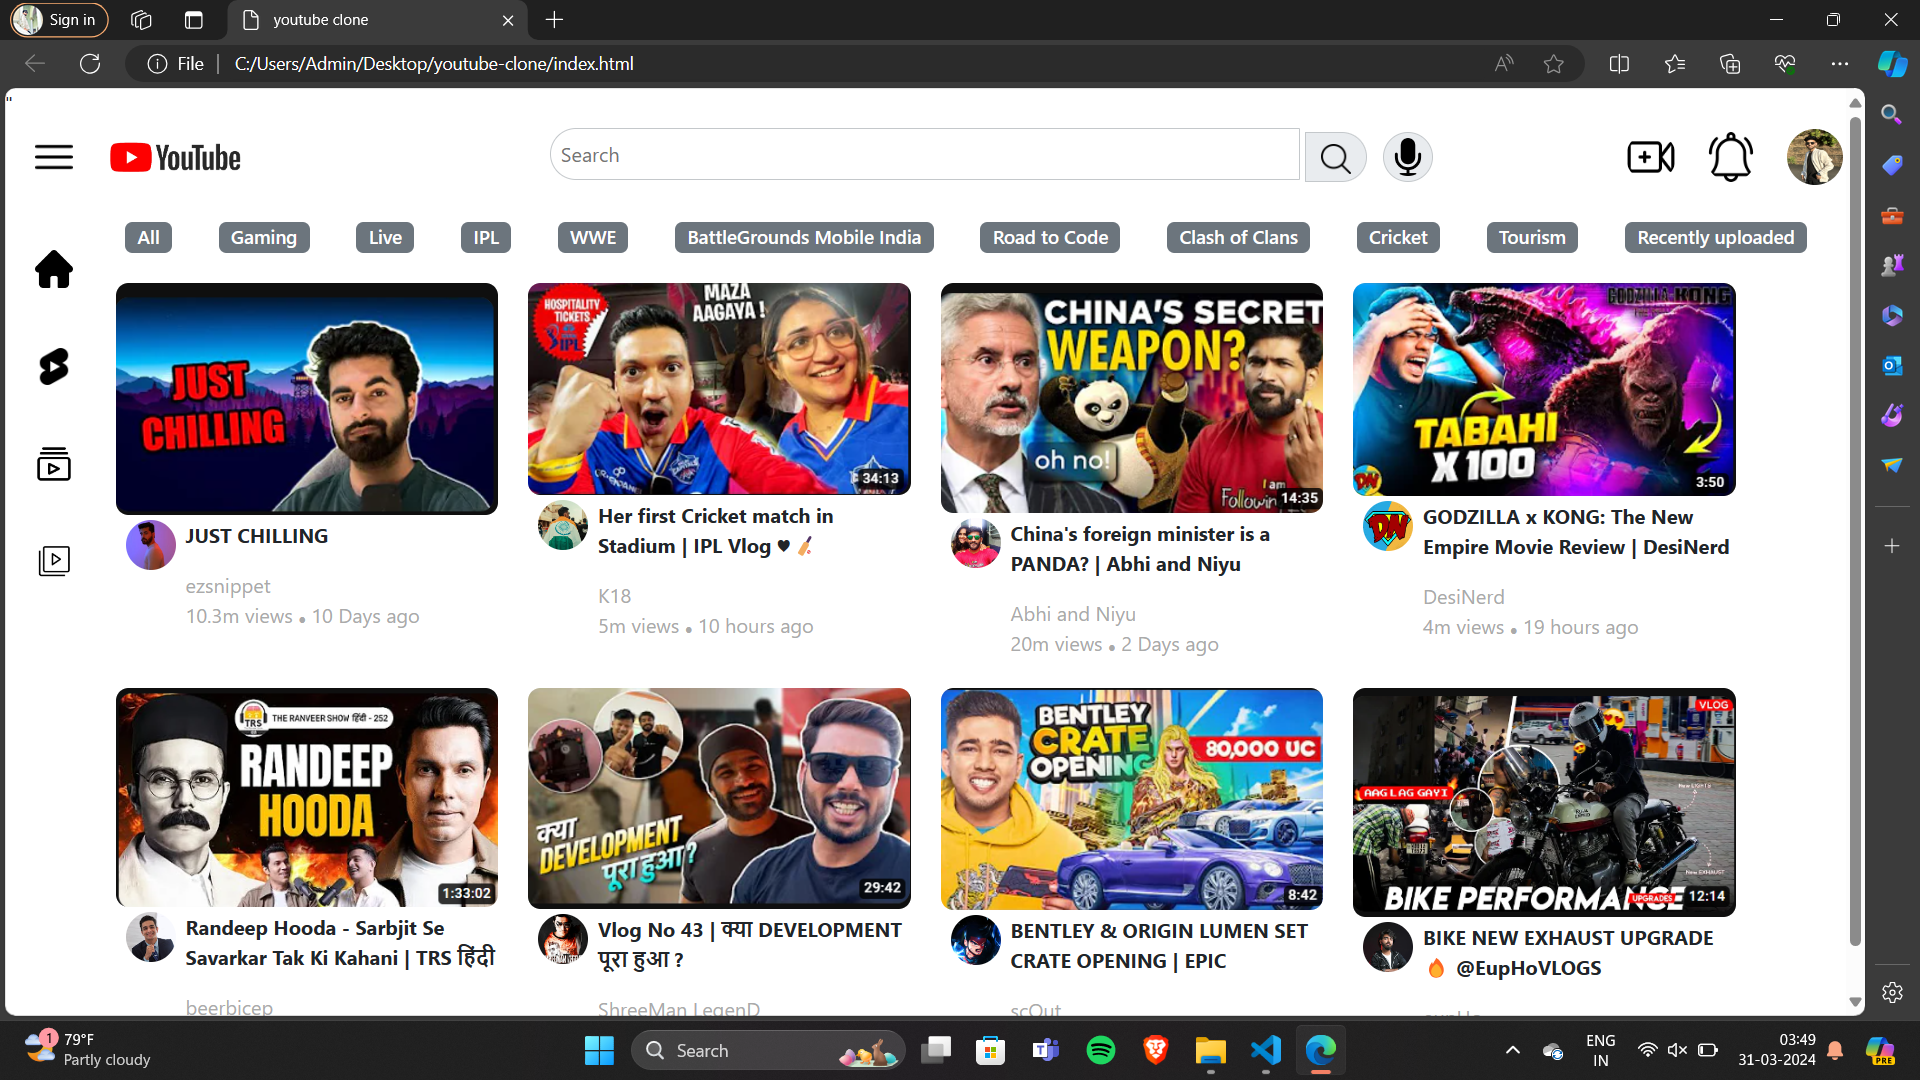 Sign in
youtube clone
File
C:/Users/Admin/Desktop/youtube-clone/index.html
"
YouTube
Search
All
Gaming
Live
IPL
WWE
BattleGrounds Mobile India
Road to Code
Clash of Clans
Cricket
Tourism
Recently uploaded
JUST
CHILLING
HOSPITALITY
TICKETS
IPL
MAZA
AAGAYA !
34:13
CHINA'S SECRET
WEAPON?
oh no!
I am
Followin
14:35
GODZILLA KONG
TABAHI
X 100
DN
3:50
JUST CHILLING
ezsnippet
10.3m views • 10 Days ago
Her first Cricket match in
Stadium | IPL Vlog ♥ 🏏
K18
5m views • 10 hours ago
China's foreign minister is a
PANDA? | Abhi and Niyu
Abhi and Niyu
20m views • 2 Days ago
DN
GODZILLA x KONG: The New
Empire Movie Review | DesiNerd
DesiNerd
4m views • 19 hours ago
TRS
THE RANVEER SHOW हिंदी - 252
RANDEEP
HOODA
1:33:02
क्या
DEVELOPMENT
पूरा हुआ ?
29:42
BENTLEY
CRATE
OPENING
80,000 UC
8:42
VLOG
AAG LAG GAYI
New EXHAUST
BIKE PERFORMANCE
UPGRADES
12:14
Randeep Hooda - Sarbjit Se
Savarkar Tak Ki Kahani | TRS हिंदी
beerbicep
Vlog No 43 | क्या DEVELOPMENT
पूरा हुआ ?
ShreeMan LegenD
BENTLEY & ORIGIN LUMEN SET
CRATE OPENING | EPIC
scOut
BIKE NEW EXHAUST UPGRADE
🔥 @EupHoVLOGS
1
79°F
Partly cloudy
Search
ENG
IN
03:49
31-03-2024
PRE